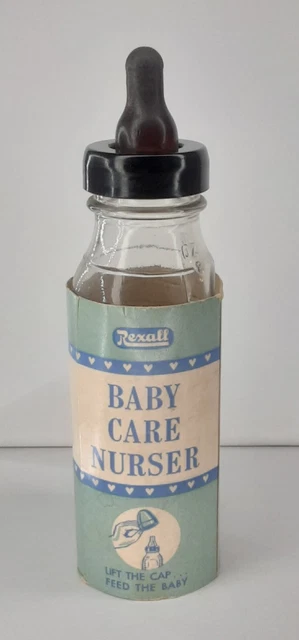 Rexall
BABY
CARE
NURSER
LIFT THE CAP...
FEED THE BABY